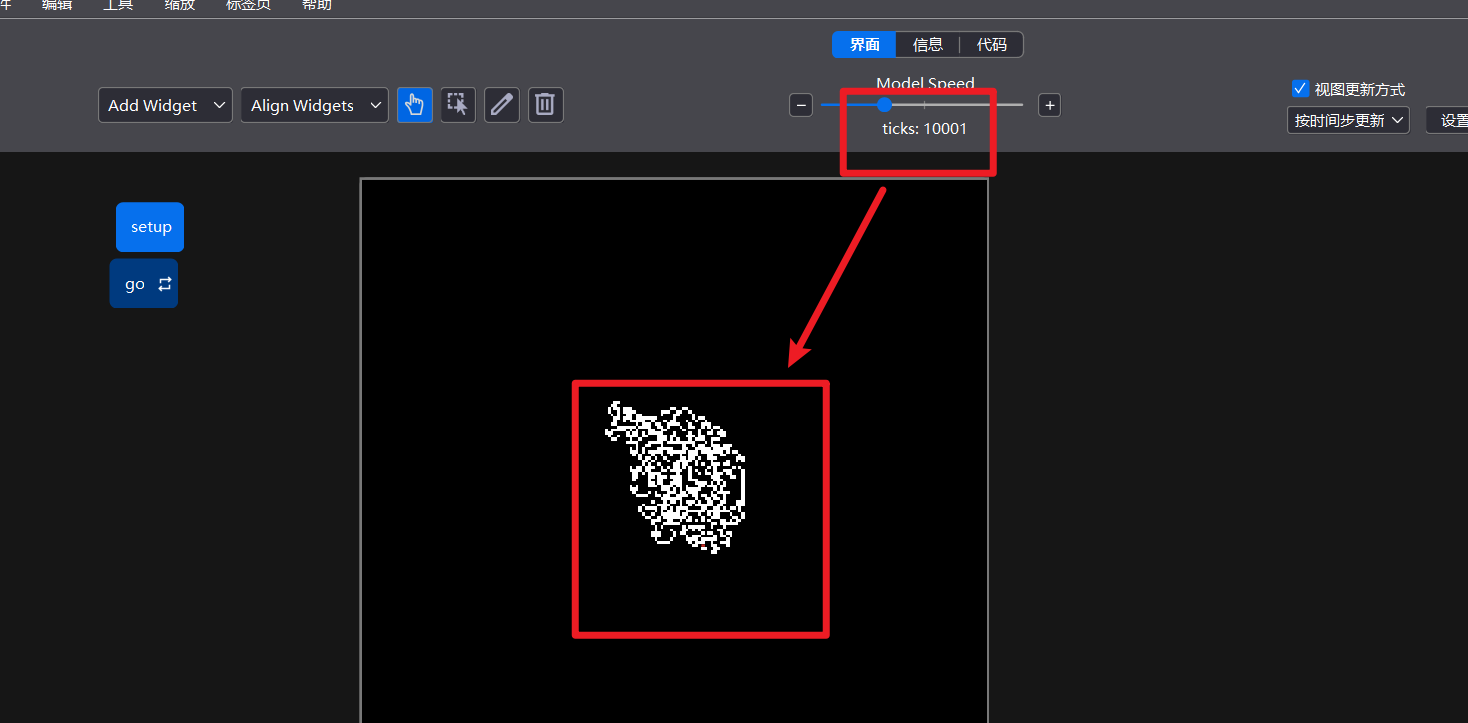 编辑 工具 缩放 标签页 帮助
界面 信息 代码
Model Speed
视图更新方式
Add Widget Align Widgets
− +
ticks: 10001
按时间步更新 设置
setup
go